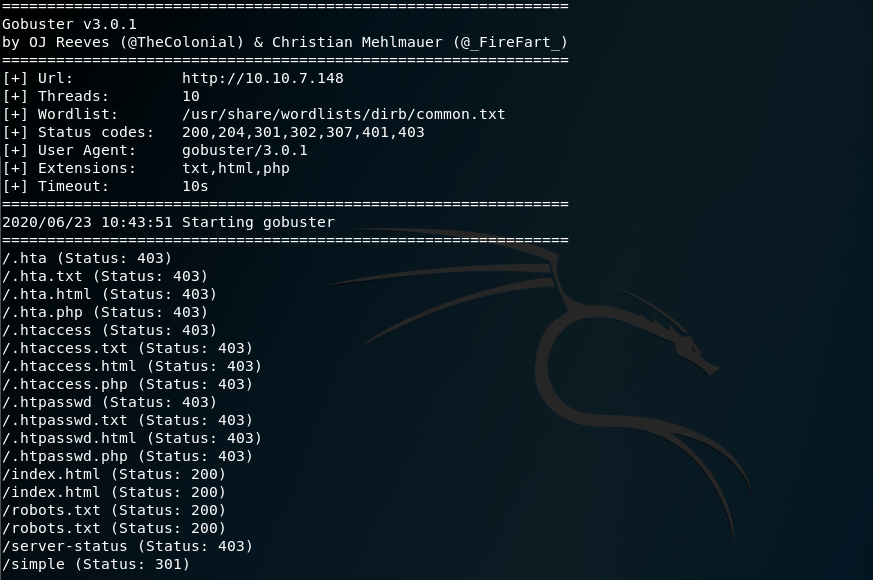 ===============================================================
Gobuster v3.0.1
by OJ Reeves (@TheColonial) & Christian Mehlmauer (@_FireFart_)
===============================================================
[+] Url:            http://10.10.7.148
[+] Threads:        10
[+] Wordlist:       /usr/share/wordlists/dirb/common.txt
[+] Status codes:   200,204,301,302,307,401,403
[+] User Agent:     gobuster/3.0.1
[+] Extensions:     txt,html,php
[+] Timeout:        10s
===============================================================
2020/06/23 10:43:51 Starting gobuster
===============================================================
/.hta (Status: 403)
/.hta.txt (Status: 403)
/.hta.html (Status: 403)
/.hta.php (Status: 403)
/.htaccess (Status: 403)
/.htaccess.txt (Status: 403)
/.htaccess.html (Status: 403)
/.htaccess.php (Status: 403)
/.htpasswd (Status: 403)
/.htpasswd.txt (Status: 403)
/.htpasswd.html (Status: 403)
/.htpasswd.php (Status: 403)
/index.html (Status: 200)
/index.html (Status: 200)
/robots.txt (Status: 200)
/robots.txt (Status: 200)
/server-status (Status: 403)
/simple (Status: 301)